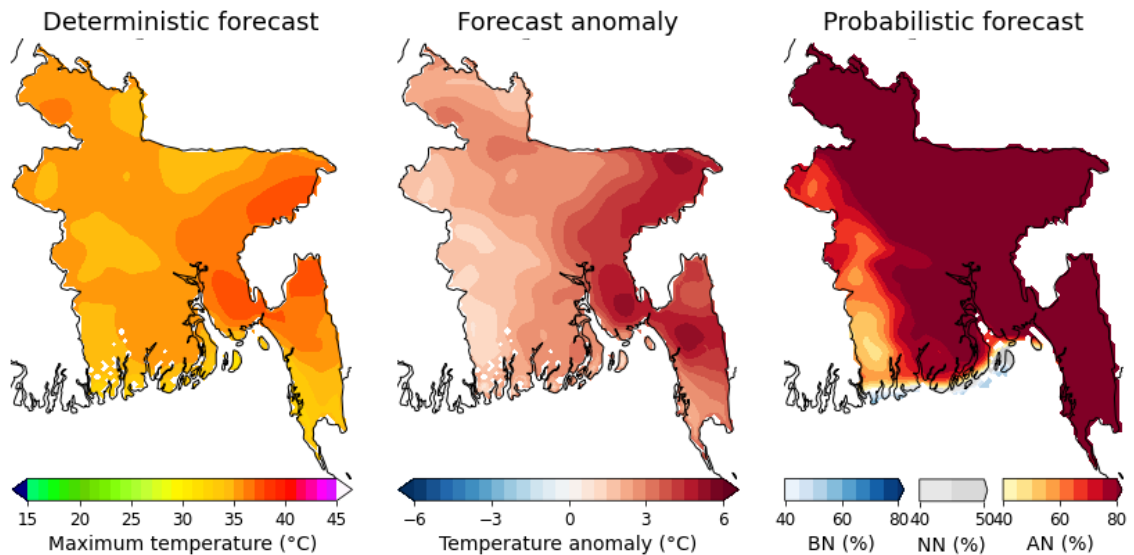 Deterministic forecast
Forecast anomaly
Probabilistic forecast
15 20 25 30 35 40 45
Maximum temperature (°C)
−6 −3 0 3 6
Temperature anomaly (°C)
40 60 80
BN (%)
40 50
NN (%)
40 60 80
AN (%)